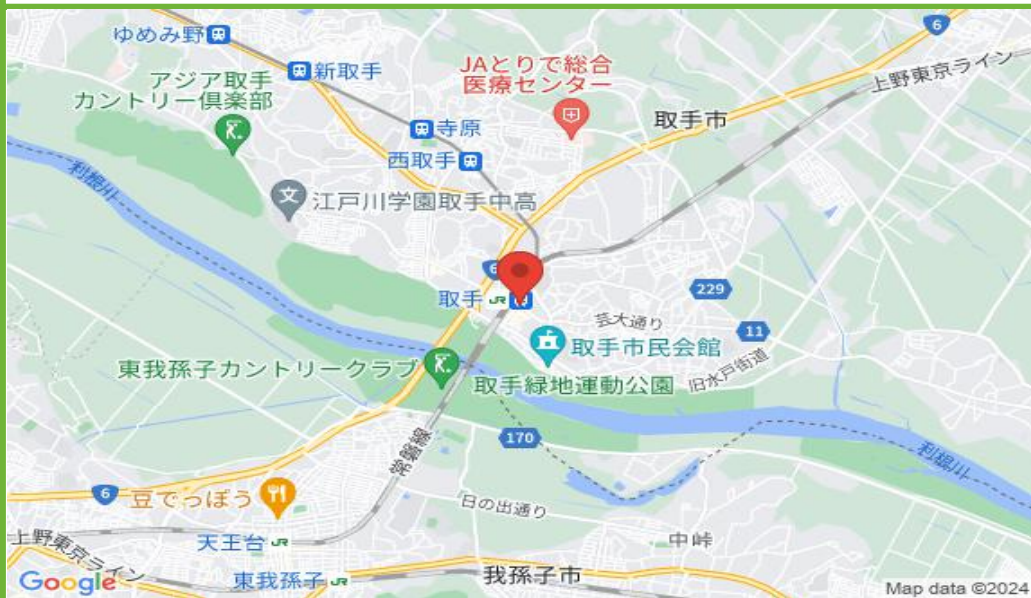 ゆめみ野
新取手
アジア取手
カントリー倶楽部
JAとりで総合
医療センター
6
上野東京ライン
取手市
寺原
西取手
利根川
江戸川学園取手中高
6
取手 JR
229
芸大通り
11
取手市民会館
旧水戸街道
東我孫子カントリークラブ
取手緑地運動公園
170
常磐線
利根川
6
豆でっぽう
日の出通り
天王台 JR
中峠
上野東京ライン
東我孫子 JR
我孫子市
Google
Map data ©2024